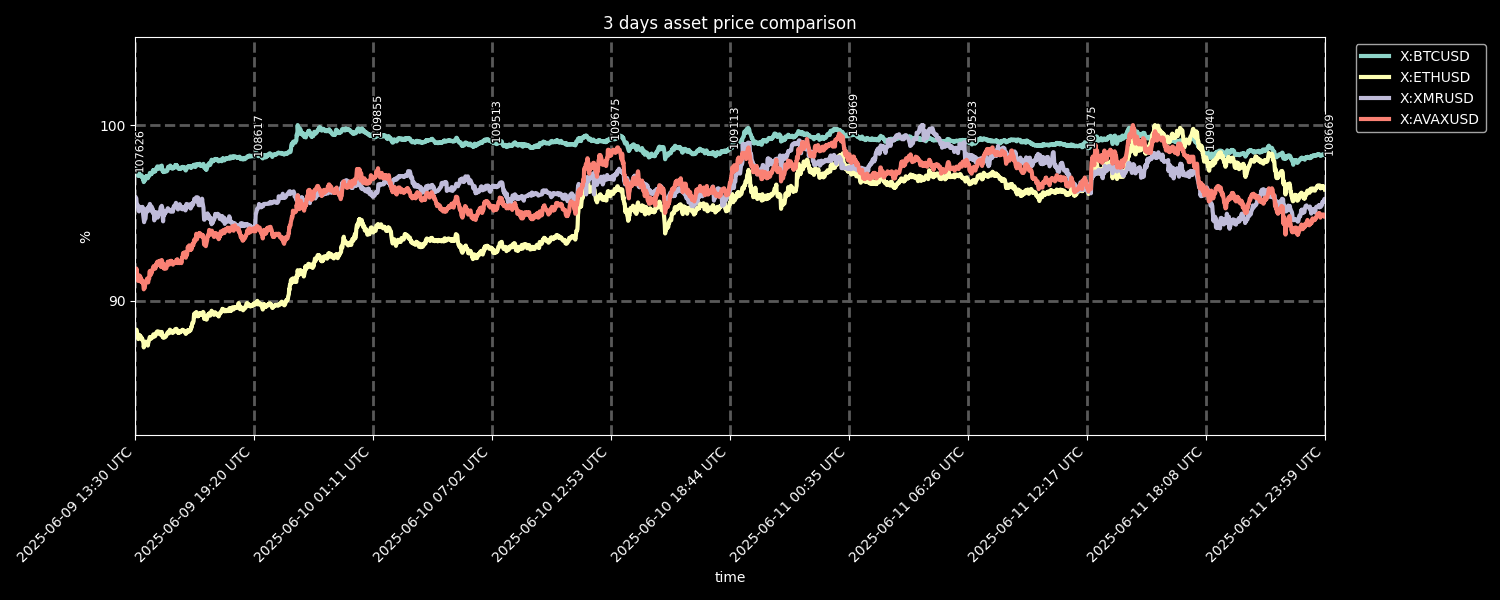 3 days asset price comparison
X:BTCUSD
X:ETHUSD
X:XMRUSD
X:AVAXUSD
100
90
%
107626
108617
109855
109513
109675
109113
109969
109523
109175
109040
108669
2025-06-09 13:30 UTC
2025-06-09 19:20 UTC
2025-06-10 01:11 UTC
2025-06-10 07:02 UTC
2025-06-10 12:53 UTC
2025-06-10 18:44 UTC
2025-06-11 00:35 UTC
2025-06-11 06:26 UTC
2025-06-11 12:17 UTC
2025-06-11 18:08 UTC
2025-06-11 23:59 UTC
time